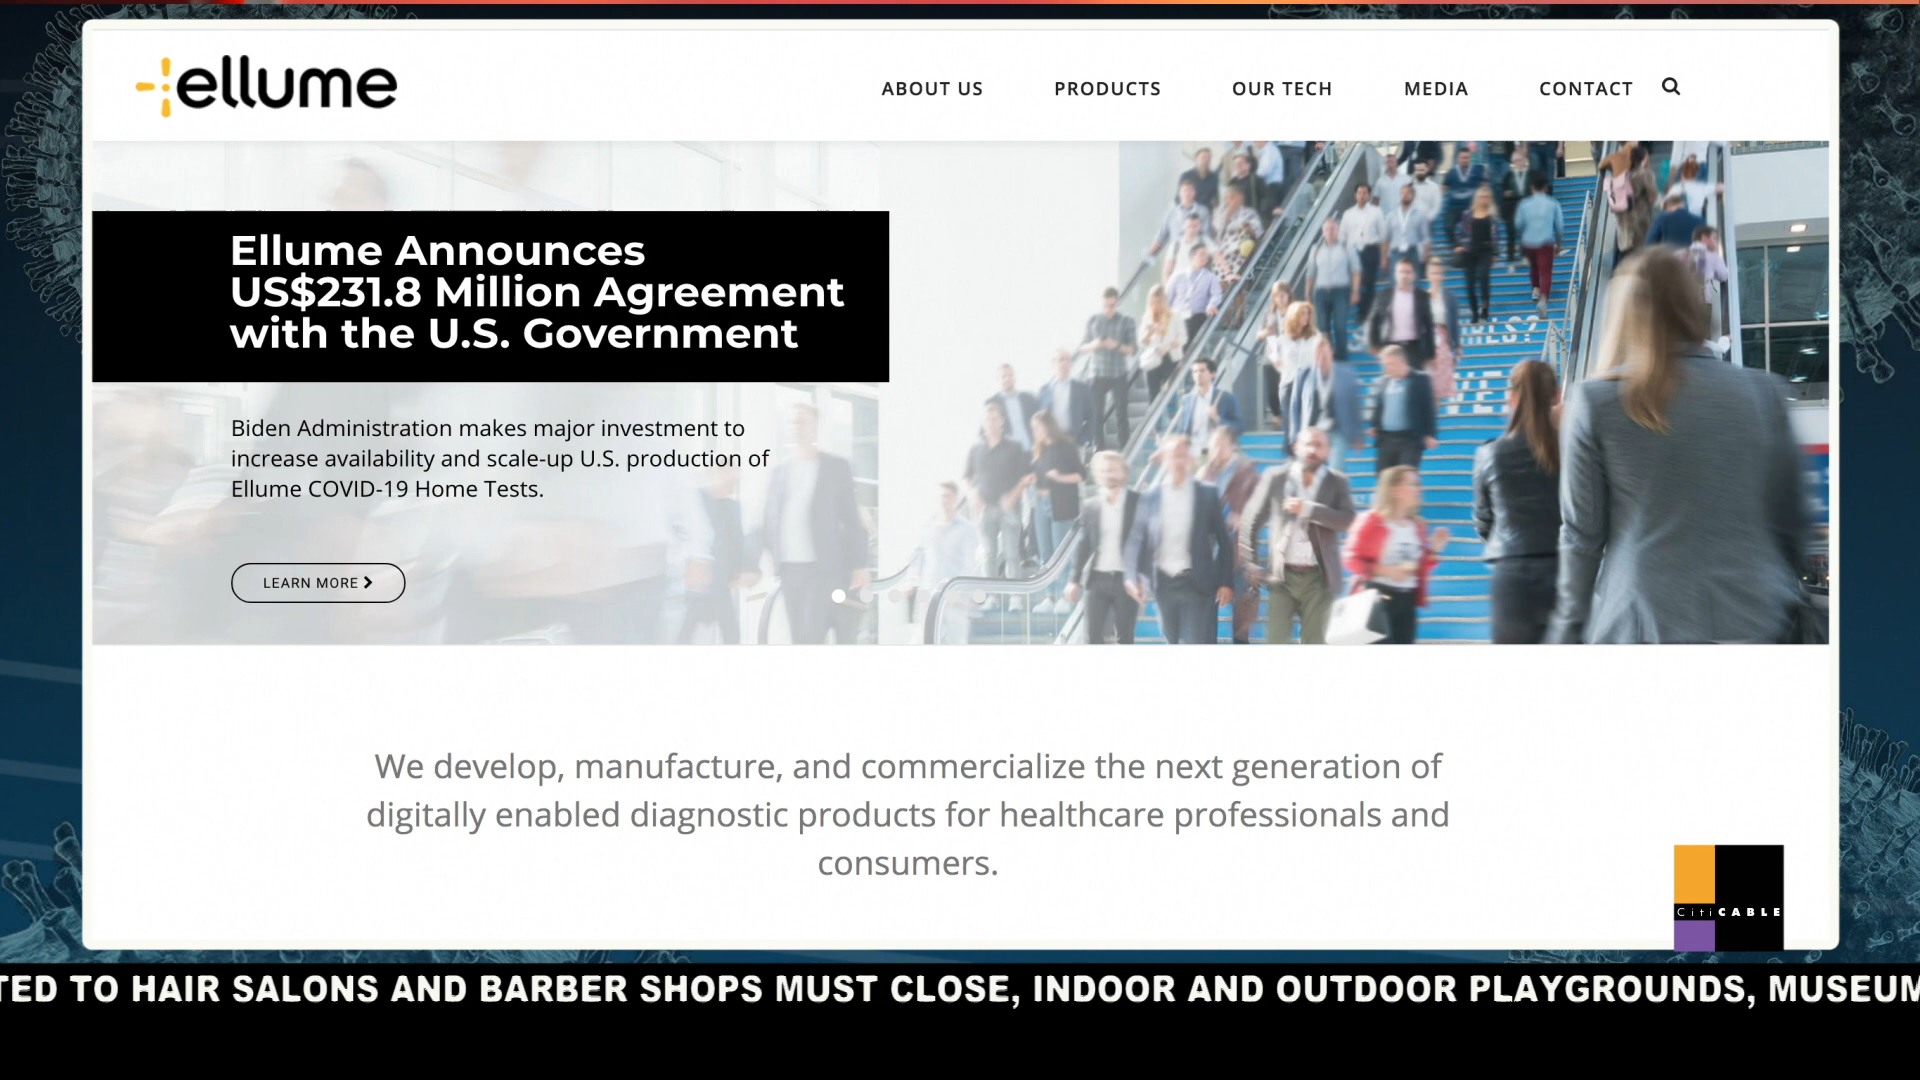 ellume
ABOUT US
PRODUCTS
OUR TECH
MEDIA
CONTACT
Ellume Announces
US$231.8 Million Agreement
with the U.S. Government
Biden Administration makes major investment to
increase availability and scale-up U.S. production of
Ellume COVID-19 Home Tests.
LEARN MORE
We develop, manufacture, and commercialize the next generation of
digitally enabled diagnostic products for healthcare professionals and
consumers.
CitiCABLE
TED TO HAIR SALONS AND BARBER SHOPS MUST CLOSE, INDOOR AND OUTDOOR PLAYGROUNDS, MUSEUM